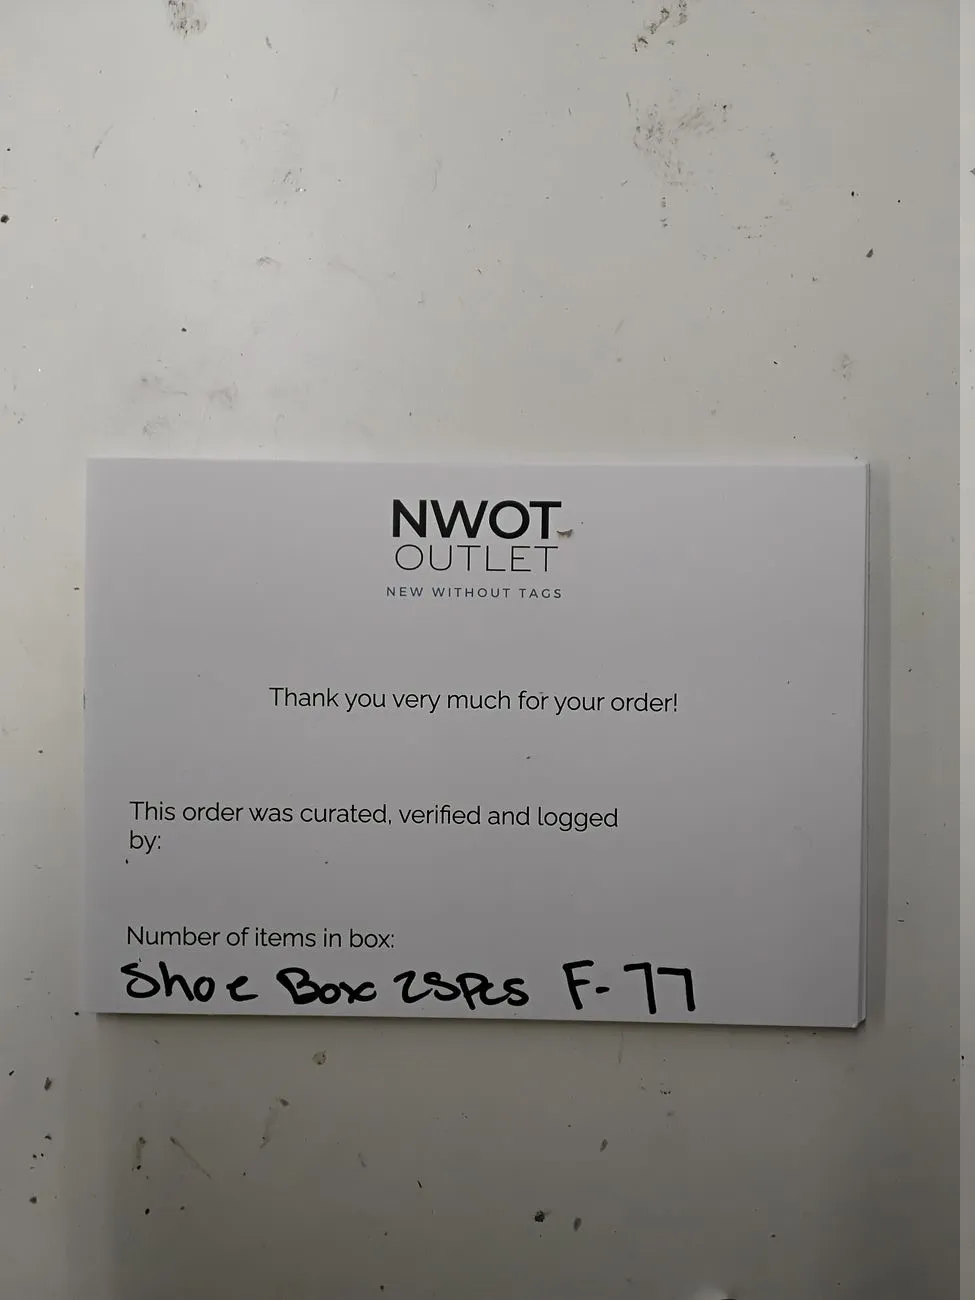 NWOT
OUTLET
NEW WITHOUT TAGS
Thank you very much for your order!
This order was curated, verified and logged
by:
Number of items in box:
Shoe Box 25Pcs F-77